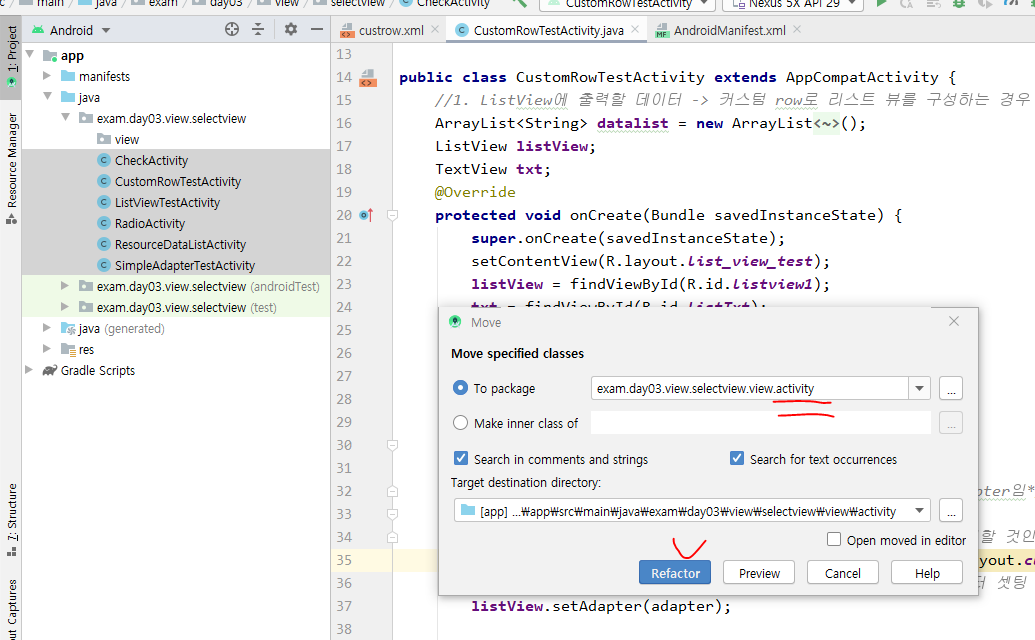 main java exam day03 view selectview CheckActivity CustomRowTestActivity Nexus 5X API 29
Android custrow.xml CustomRowTestActivity.java AndroidManifest.xml
1: Project
Resource Manager
7: Structure
out Captures
app
manifests
java
exam.day03.view.selectview
view
CheckActivity
CustomRowTestActivity
ListViewTestActivity
RadioActivity
ResourceDataListActivity
SimpleAdapterTestActivity
exam.day03.view.selectview (androidTest)
exam.day03.view.selectview (test)
java (generated)
res
Gradle Scripts
13
14 public class CustomRowTestActivity extends AppCompatActivity {
15 //1. ListView에 출력할 데이터 -> 커스텀 row로 리스트 뷰를 구성하는 경우
16 ArrayList<String> datalist = new ArrayList<~>();
17 ListView listView;
18 TextView txt;
19 @Override
20 protected void onCreate(Bundle savedInstanceState) {
21 super.onCreate(savedInstanceState);
22 setContentView(R.layout.list_view_test);
23 listView = findViewById(R.id.listview1);
24 txt = findViewById(R.id.listTxt);
25
26
27
28
29
30
31
32 pter임*
33
34 할 것인
35 yout.c
36 셋팅
37 listView.setAdapter(adapter);
38
Move
Move specified classes
To package exam.day03.view.selectview.view.activity ...
Make inner class of ...
Search in comments and strings Search for text occurrences
Target destination directory:
[app] ...₩app₩src₩main₩java₩exam₩day03₩view₩selectview₩view₩activity ...
Open moved in editor
Refactor Preview Cancel Help